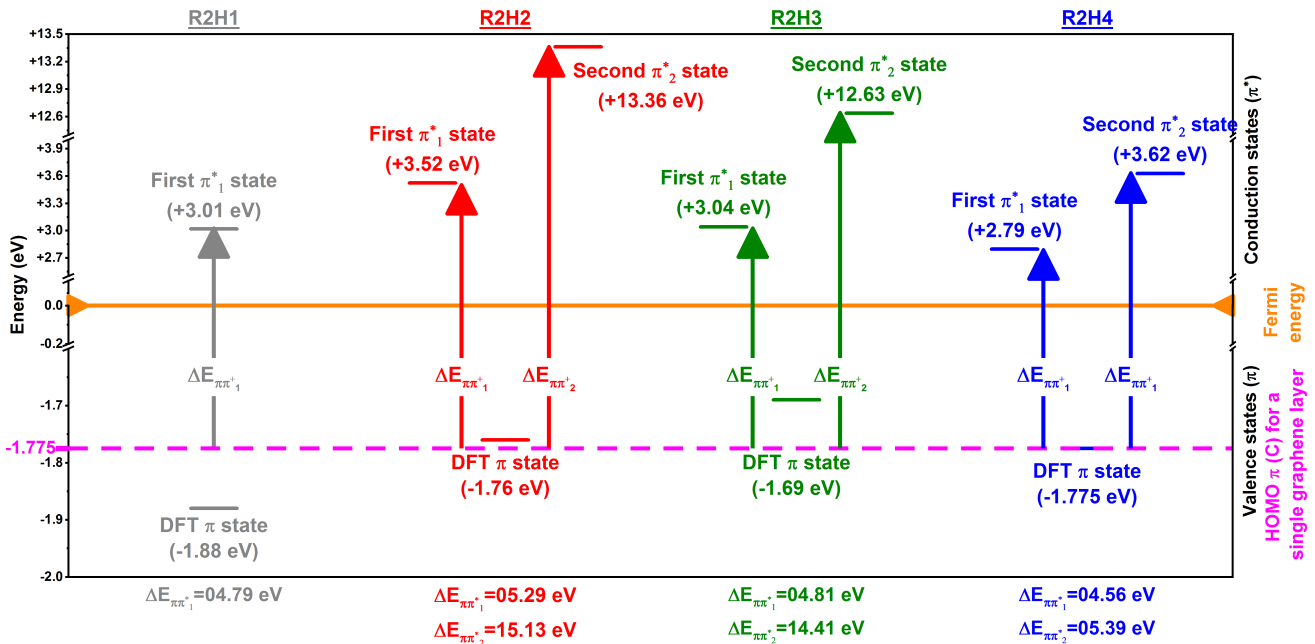 R2H1
R2H2
R2H3
R2H4
+13.5
+13.2
+12.9
+12.6
+3.9
+3.6
+3.3
+3.0
+2.7
0.0
-0.2
-1.7
-1.775
-1.8
-1.9
-2.0
Energy (eV)
First π*₁ state
(+3.01 eV)
ΔEππ⁺₁
DFT π state
(-1.88 eV)
ΔEππ*₁=04.79 eV
First π*₁ state
(+3.52 eV)
Second π*₂ state
(+13.36 eV)
ΔEππ⁺₁
ΔEππ⁺₂
DFT π state
(-1.76 eV)
ΔEππ*₁=05.29 eV
ΔEππ*₂=15.13 eV
First π*₁ state
(+3.04 eV)
Second π*₂ state
(+12.63 eV)
ΔEππ⁺₁
ΔEππ⁺₂
DFT π state
(-1.69 eV)
ΔEππ*₁=04.81 eV
ΔEππ*₂=14.41 eV
First π*₁ state
(+2.79 eV)
Second π*₂ state
(+3.62 eV)
ΔEππ⁺₁
ΔEππ⁺₁
DFT π state
(-1.775 eV)
ΔEππ*₁=04.56 eV
ΔEππ*₂=05.39 eV
Conduction states (π*)
Fermi
energy
Valence states (π)
HOMO π (C) for a
single graphene layer